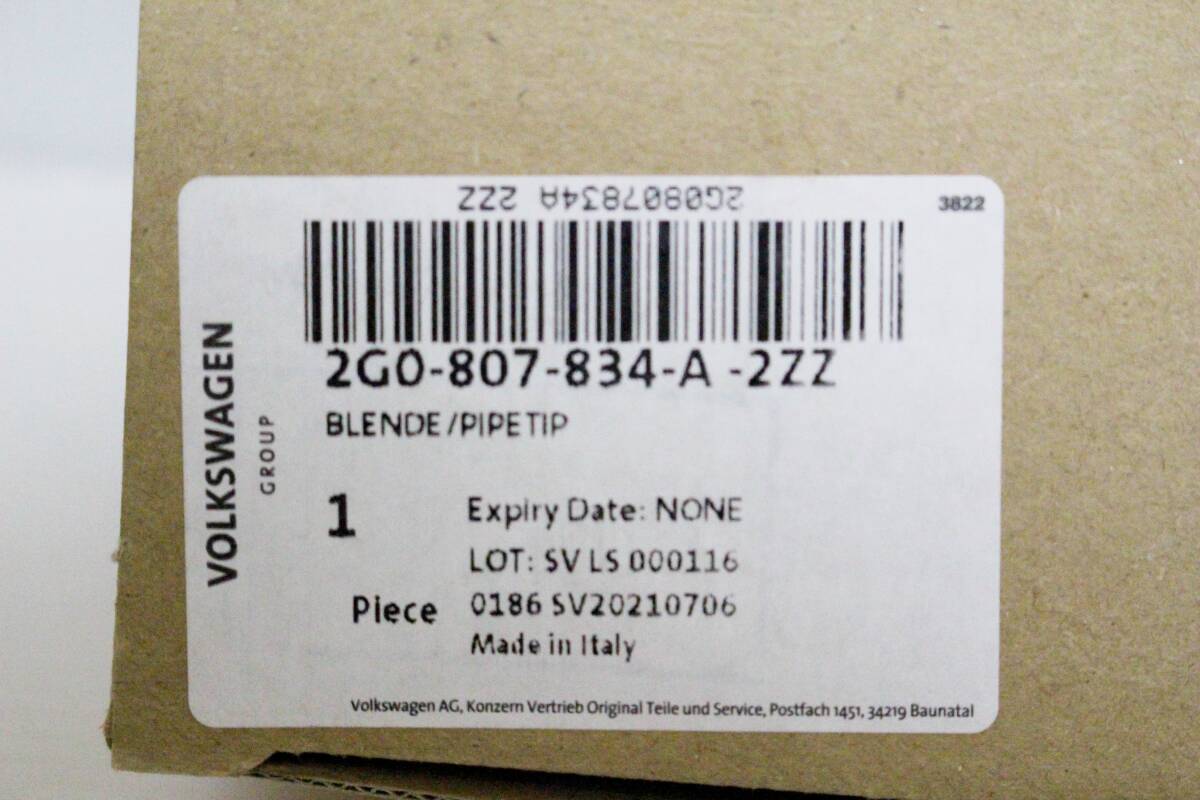 2G0807834A 2ZZ
3822
2G0-807-834-A -2ZZ
BLENDE/PIPETIP
VOLKSWAGEN
GROUP
1
Piece
Expiry Date: NONE
LOT: SV LS 000116
0186 SV20210706
Made in Italy
Volkswagen AG, Konzern Vertrieb Original Teile und Service, Postfach 1451, 34219 Baunatal